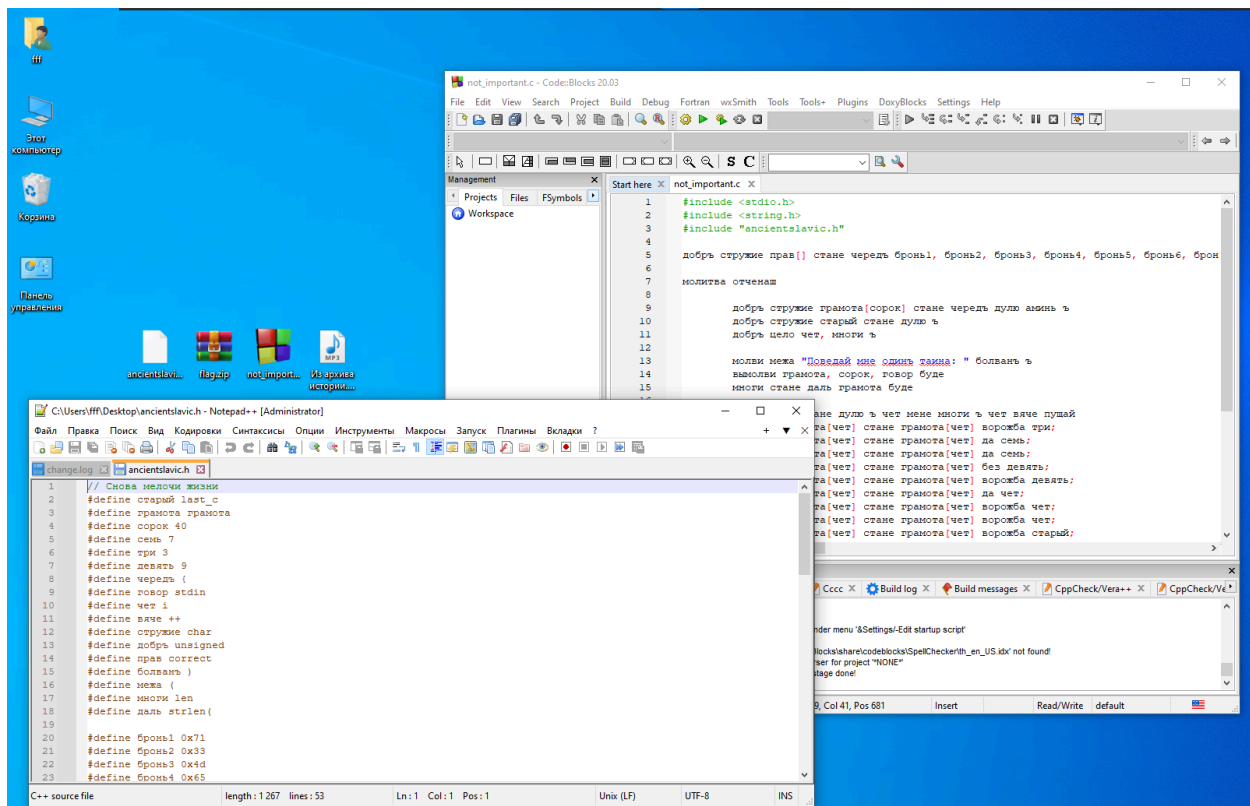 fff
Этот
компьютер
Корзина
Панель
управления
ancientslavi...
flag.zip
not_import...
MP3
Из архива
истории....
not_important.c - Code::Blocks 20.03
File Edit View Search Project Build Debug Fortran wxSmith Tools Tools+ Plugins DoxyBlocks Settings Help
S C
Management
Projects Files FSymbols
Workspace
Start here not_important.c
1 #include <stdio.h>
2 #include <string.h>
3 #include "ancientslavic.h"
4
5 добръ стружие прав[] стане чередъ бронь1, бронь2, бронь3, бронь4, бронь5, бронь6, брон
6
7 молитва отченаш
8
9 добръ стружие грамота[сорок] стане чередъ дулю аминь ъ
10 добръ стружие старый стане дулю ъ
11 добръ цело чет, многи ъ
12
13 молви межа "Поведай мне одинъ таина: " болванъ ъ
14 вымолви грамота, сорок, говор буде
15 многи стане даль грамота буде
ане дулю ъ чет мене многи ъ чет вяче пущай
та[чет] стане грамота[чет] ворожба три;
та[чет] стане грамота[чет] да семь;
та[чет] стане грамота[чет] да семь;
та[чет] стане грамота[чет] без девять;
та[чет] стане грамота[чет] ворожба девять;
та[чет] стане грамота[чет] да чет;
та[чет] стане грамота[чет] ворожба чет;
та[чет] стане грамота[чет] ворожба чет;
та[чет] стане грамота[чет] ворожба старый;
Cccc Build log Build messages CppCheck/Vera++ CppCheck/Ve
nder menu '&Settings/-Edit startup script'
locks\share\codeblocks\SpellChecker\th_en_US.idx' not found!
ser for project '*NONE*'
stage done!
9, Col 41, Pos 681 Insert Read/Write default
C:\Users\fff\Desktop\ancientslavic.h - Notepad++ [Administrator]
Файл Правка Поиск Вид Кодировки Синтаксисы Опции Инструменты Макросы Запуск Плагины Вкладки ?
change.log ancientslavic.h
1 // Снова мелочи жизни
2 #define старый last_c
3 #define грамота грамота
4 #define сорок 40
5 #define семь 7
6 #define три 3
7 #define девять 9
8 #define чередъ {
9 #define говор stdin
10 #define чет i
11 #define вяче ++
12 #define стружие char
13 #define добръ unsigned
14 #define прав correct
15 #define болванъ )
16 #define межа (
17 #define многи len
18 #define даль strlen(
19
20 #define бронь1 0x71
21 #define бронь2 0x33
22 #define бронь3 0x4d
23 #define бронь4 0x65
C++ source file length : 1 267 lines : 53 Ln : 1 Col : 1 Pos : 1 Unix (LF) UTF-8 INS